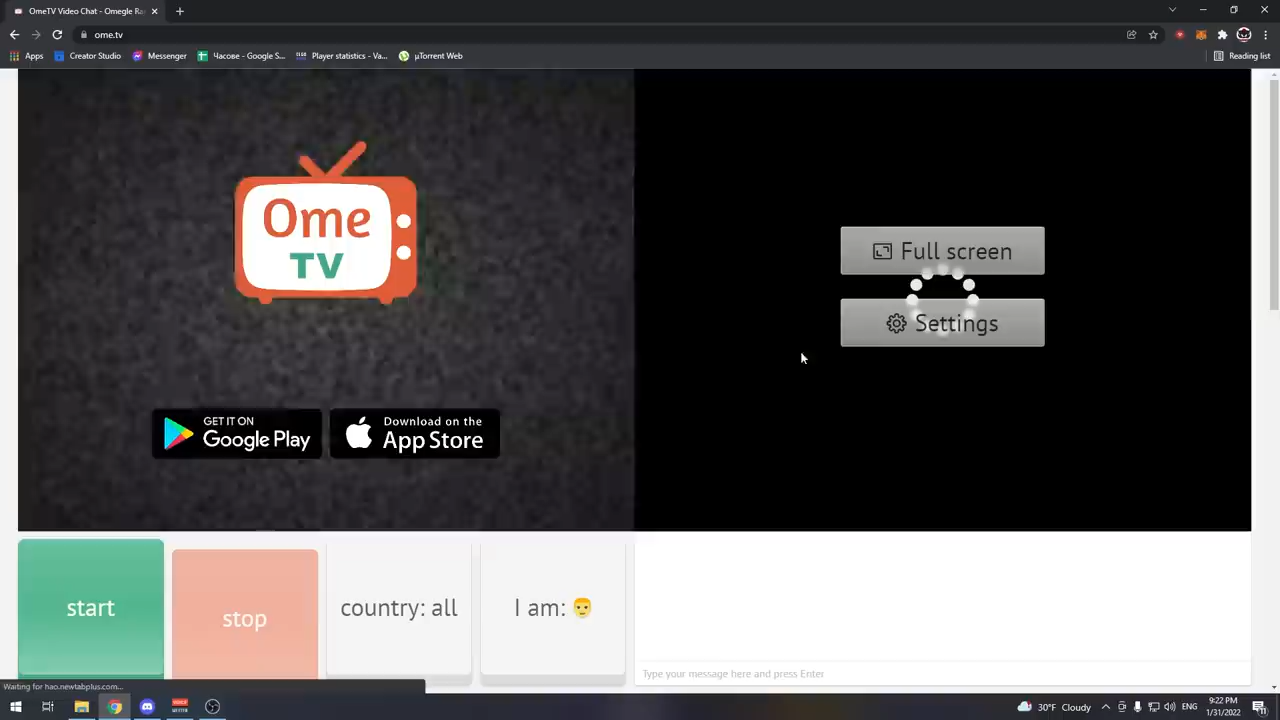 OmeTV Video Chat - Omegle Ra
ome.tv
Apps
Creator Studio
Messenger
Часове - Google S...
Player statistics - Va...
µTorrent Web
Reading list
Ome
TV
Full screen
Settings
GET IT ON
Google Play
Download on the
App Store
start
stop
country: all
I am:
Type your message here and press Enter
Waiting for hao.newtabplus.com...
30°F Cloudy
9:22 PM
1/31/2022